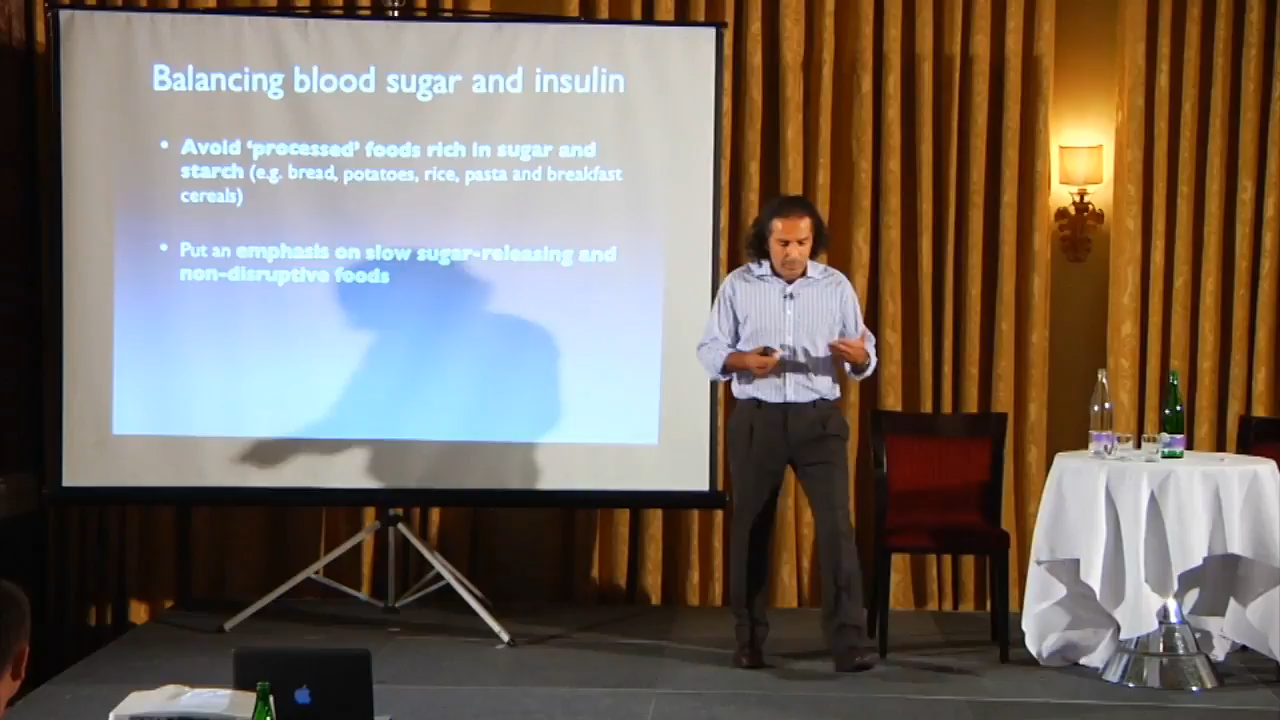 Balancing blood sugar and insulin
• Avoid ‘processed’ foods rich in sugar and
starch (e.g. bread, potatoes, rice, pasta and breakfast
cereals)
• Put an emphasis on slow sugar-releasing and
non-disruptive foods